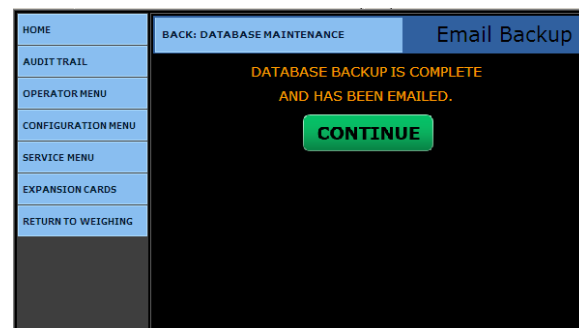 HOME
AUDIT TRAIL
OPERATOR MENU
CONFIGURATION MENU
SERVICE MENU
EXPANSION CARDS
RETURN TO WEIGHING
BACK: DATABASE MAINTENANCE
Email Backup
DATABASE BACKUP IS COMPLETE
AND HAS BEEN EMAILED.
CONTINUE